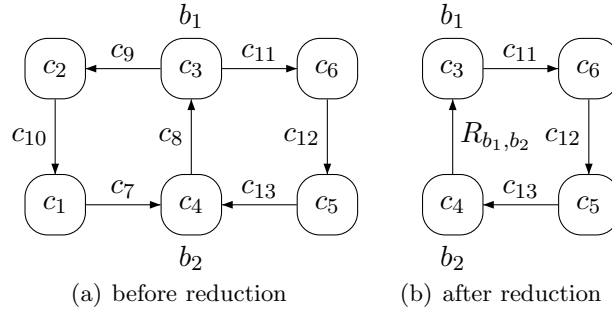 b₁ b₁
c₂ c₉ c₃ c₁₁ c₆ c₃ c₁₁ c₆
c₁₀ c₈ c₁₂ R_{b₁,b₂} c₁₂
c₁ c₇ c₄ c₁₃ c₅ c₄ c₁₃ c₅
b₂ b₂
(a) before reduction (b) after reduction